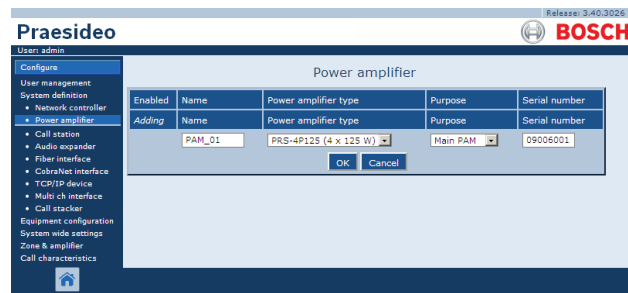 Release: 3.40.3026
Praesideo
BOSCH
User: admin
Configure
User management
System definition
• Network controller
• Power amplifier
• Call station
• Audio expander
• Fiber interface
• CobraNet interface
• TCP/IP device
• Multi ch interface
• Call stacker
Equipment configuration
System wide settings
Zone & amplifier
Call characteristics
Power amplifier
Enabled Name Power amplifier type Purpose Serial number
Adding Name Power amplifier type Purpose Serial number
PAM_01 PRS-4P125 (4 x 125 W) Main PAM 09006001
OK Cancel